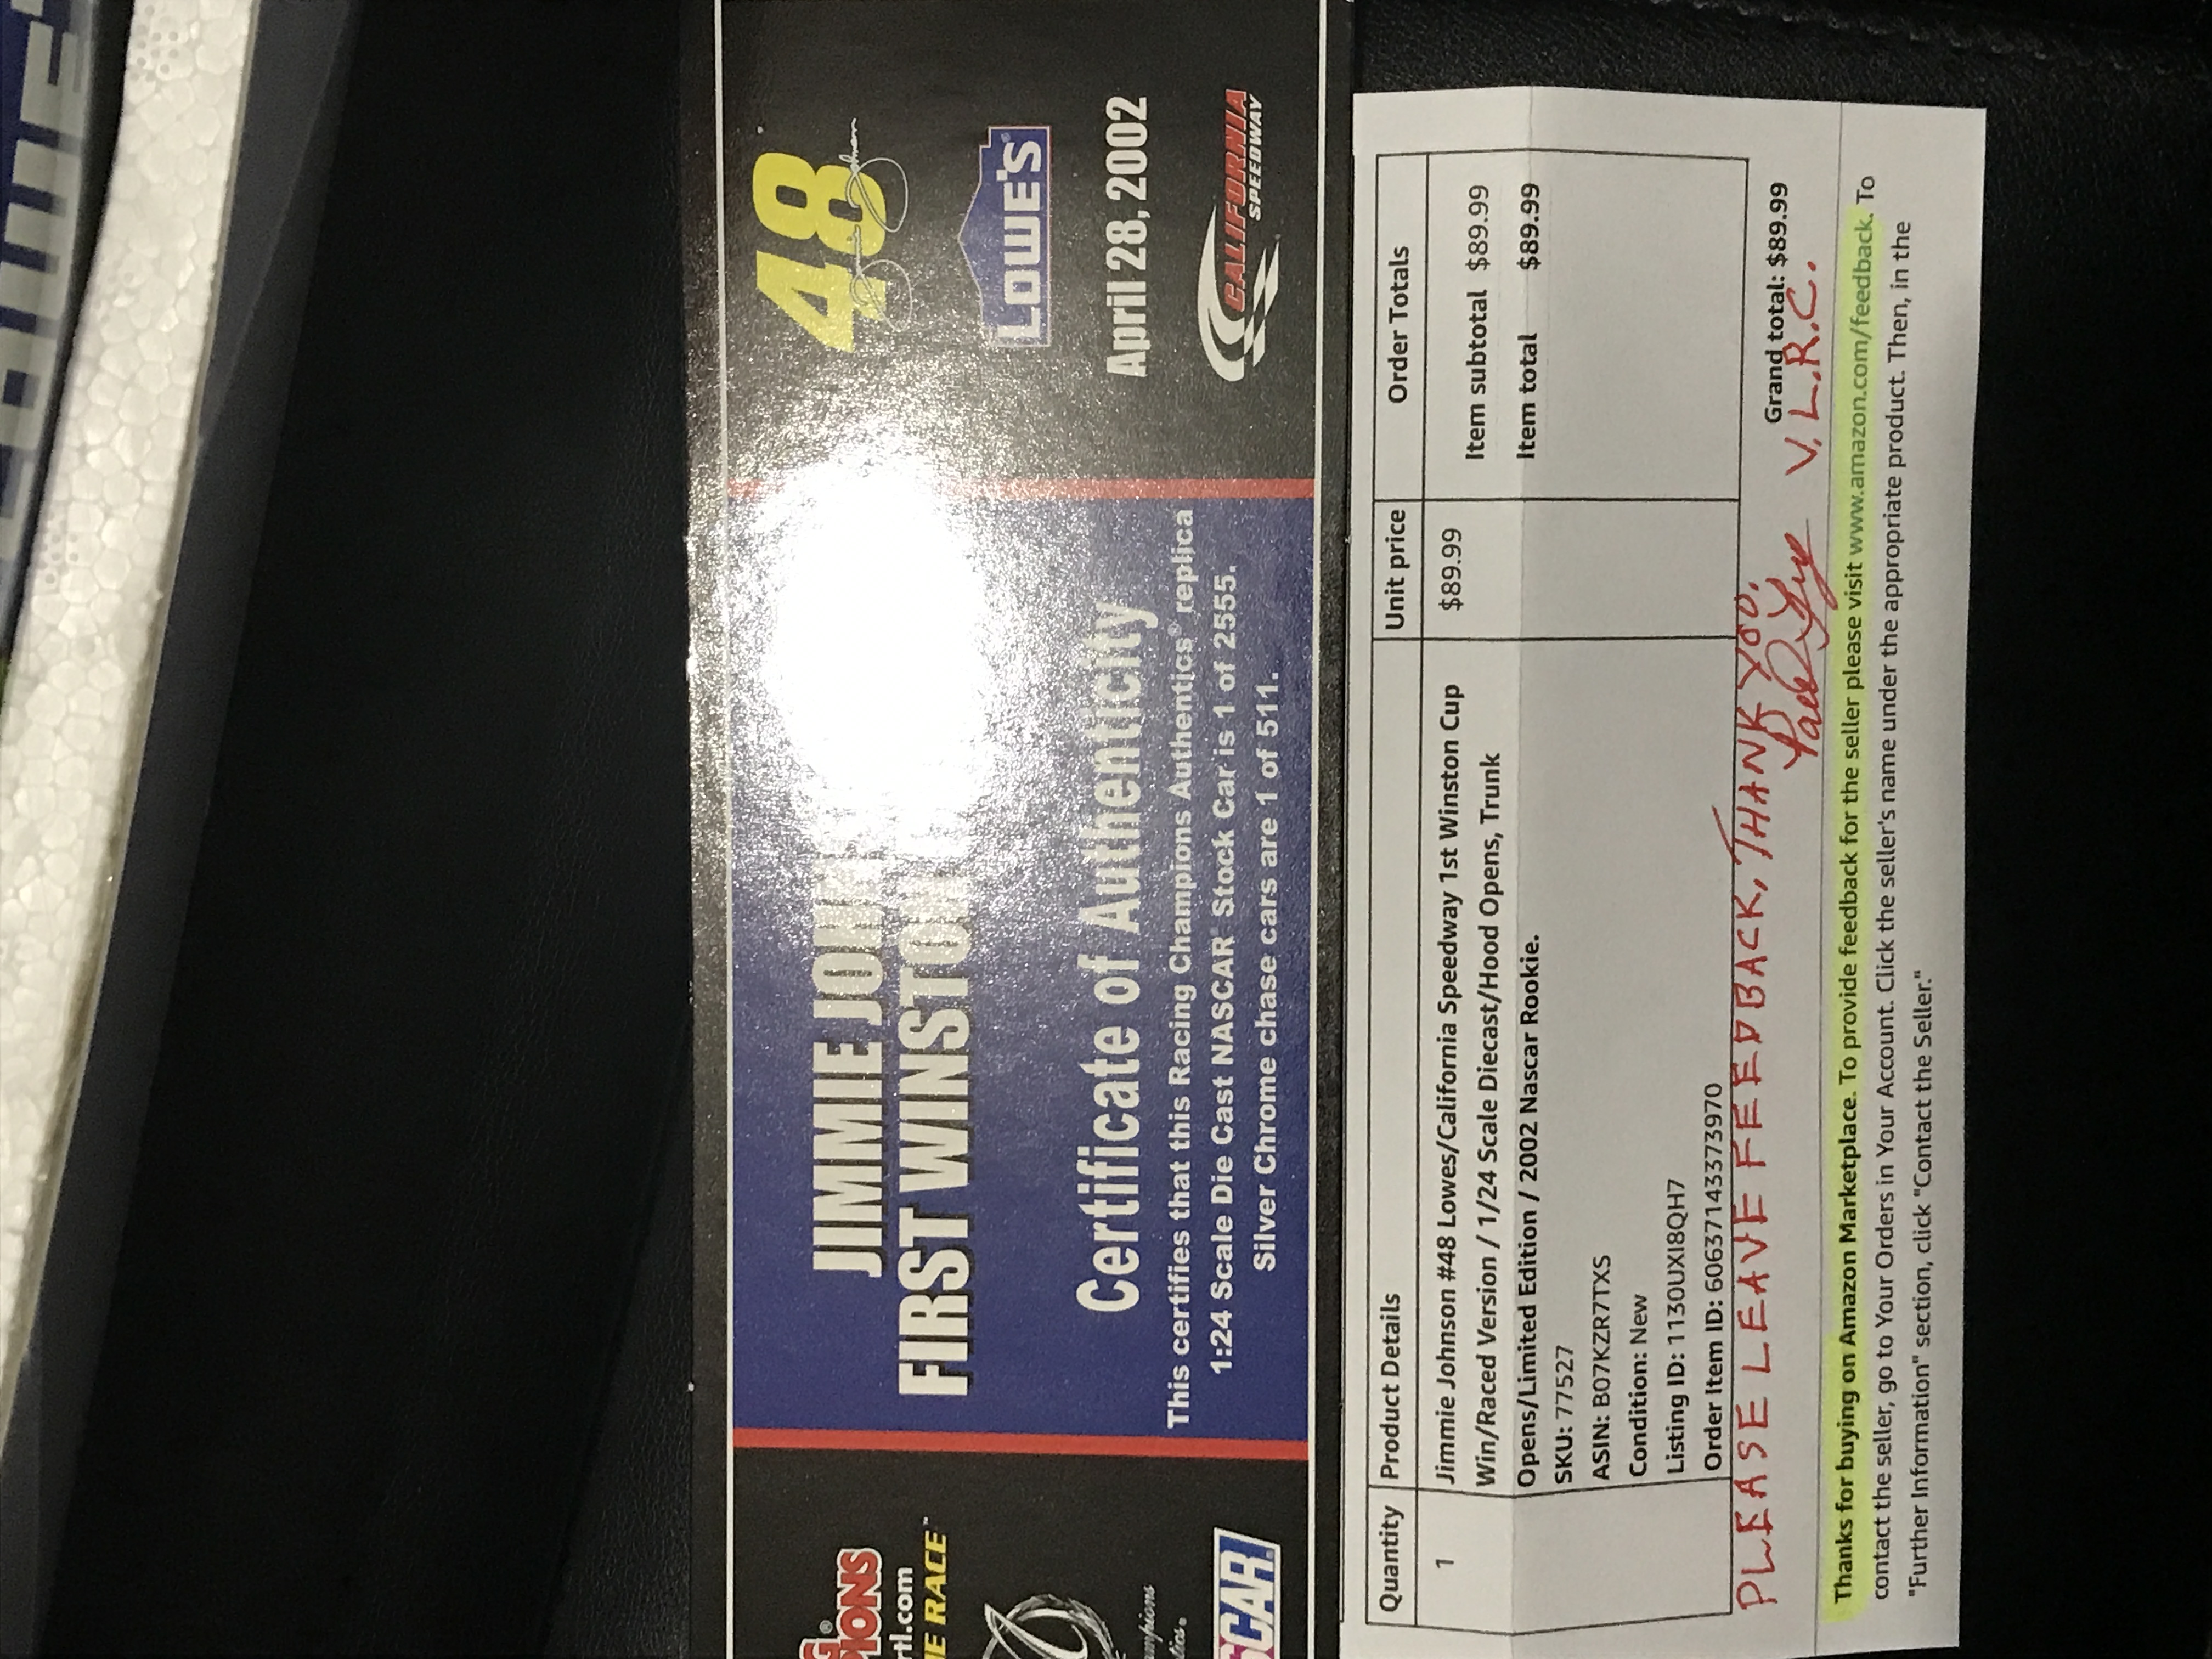 48
LOWE'S
April 28, 2002
CALIFORNIA
SPEEDWAY
JIMMIE
FIRST WINSTON
Certificate of Authenticity
This certifies that this Racing Champions Authentics® replica
1:24 Scale Die Cast NASCAR® Stock Car is 1 of 2555.
Silver Chrome chase cars are 1 of 511.
rtl.com
RACE™
Quantity Product Details Unit price Order Totals
1 Jimmie Johnson #48 Lowes/California Speedway 1st Winston Cup $89.99 Item subtotal $89.99
Win/Raced Version / 1/24 Scale Diecast/Hood Opens, Trunk Item total $89.99
Opens/Limited Edition / 2002 Nascar Rookie.
SKU: 77527
ASIN: B07KZR7TXS
Condition: New
Listing ID: 1130UXI8QH7
Order Item ID: 60637143373970
Grand total: $89.99
PLEASE LEAVE FEEDBACK, THANK YOU.
V.L.R.C.
Thanks for buying on Amazon Marketplace. To provide feedback for the seller please visit www.amazon.com/feedback. To
contact the seller, go to Your Orders in Your Account. Click the seller's name under the appropriate product. Then, in the
"Further Information" section, click "Contact the Seller."